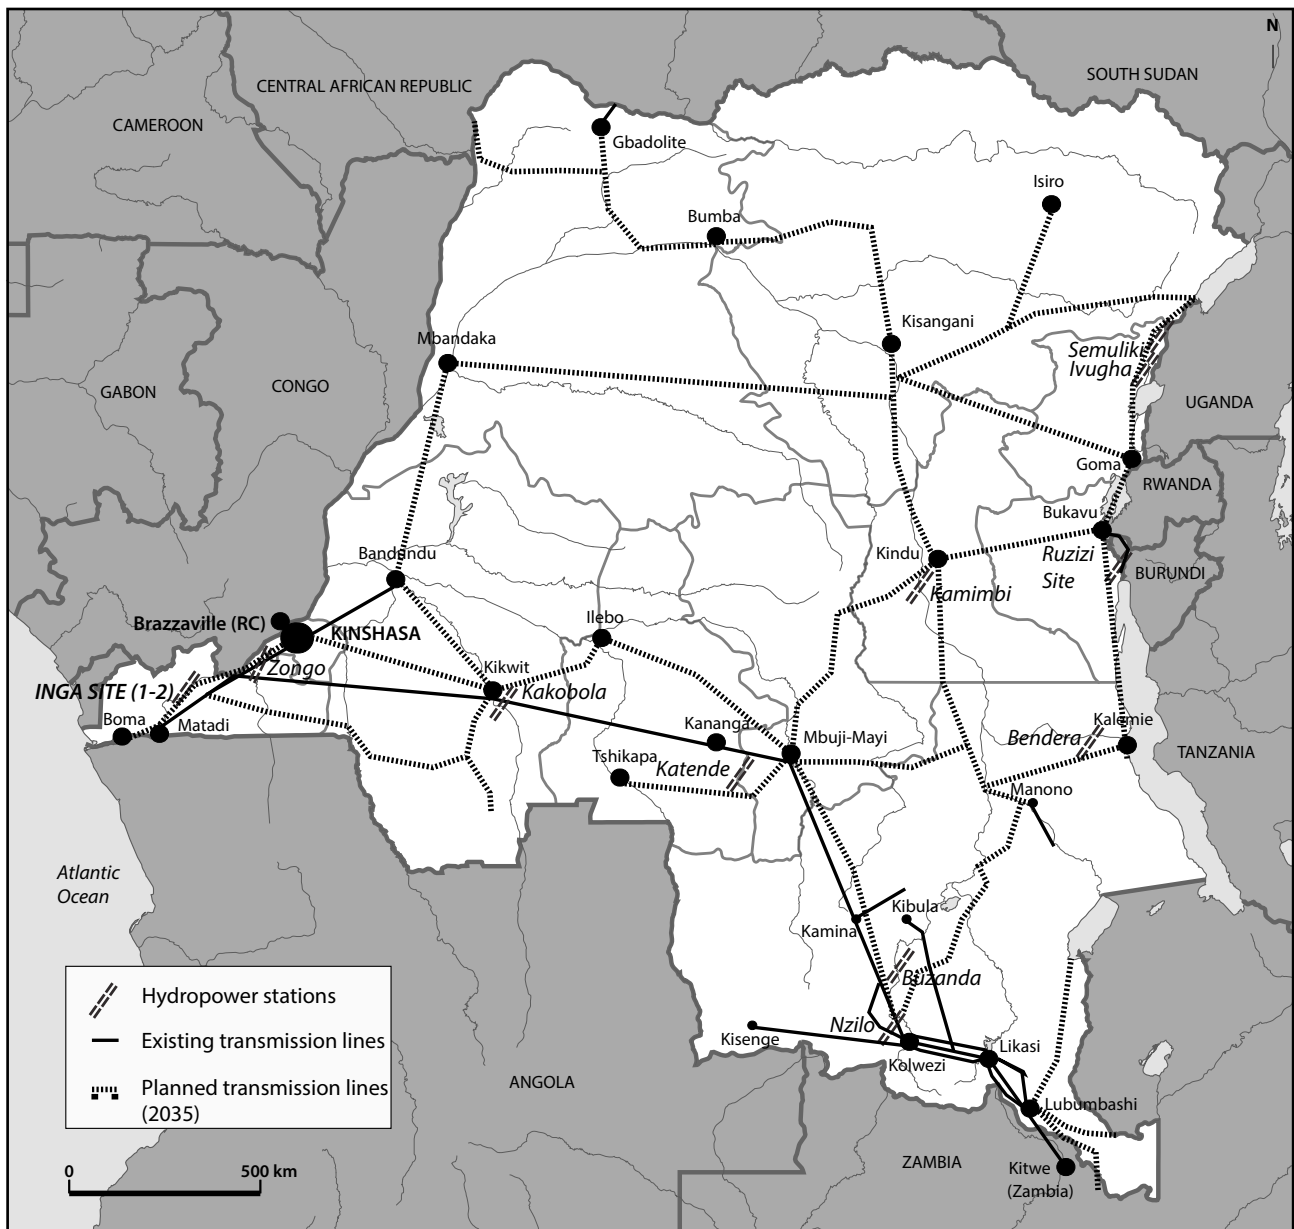 N
SOUTH SUDAN
CENTRAL AFRICAN REPUBLIC
CAMEROON
Gbadolite
Isiro
Bumba
Kisangani
Mbandaka
Semuliki
Ivugha
GABON
CONGO
UGANDA
Goma
RWANDA
Bukavu
Kindu
Ruzizi
Site
BURUNDI
Bandundu
Kamimbi
Ilebo
Brazzaville (RC)
KINSHASA
Zongo
Kikwit
Kakobola
INGA SITE (1-2)
Boma
Matadi
Kananga
Mbuji-Mayi
Kalemie
Bendera
TANZANIA
Tshikapa
Katende
Manono
Atlantic
Ocean
Kibula
Kamina
Buzanda
Nzilo
Kisenge
Kolwezi
Likasi
Lubumbashi
ANGOLA
ZAMBIA
Kitwe
(Zambia)
Hydropower stations
Existing transmission lines
Planned transmission lines
(2035)
0
500 km